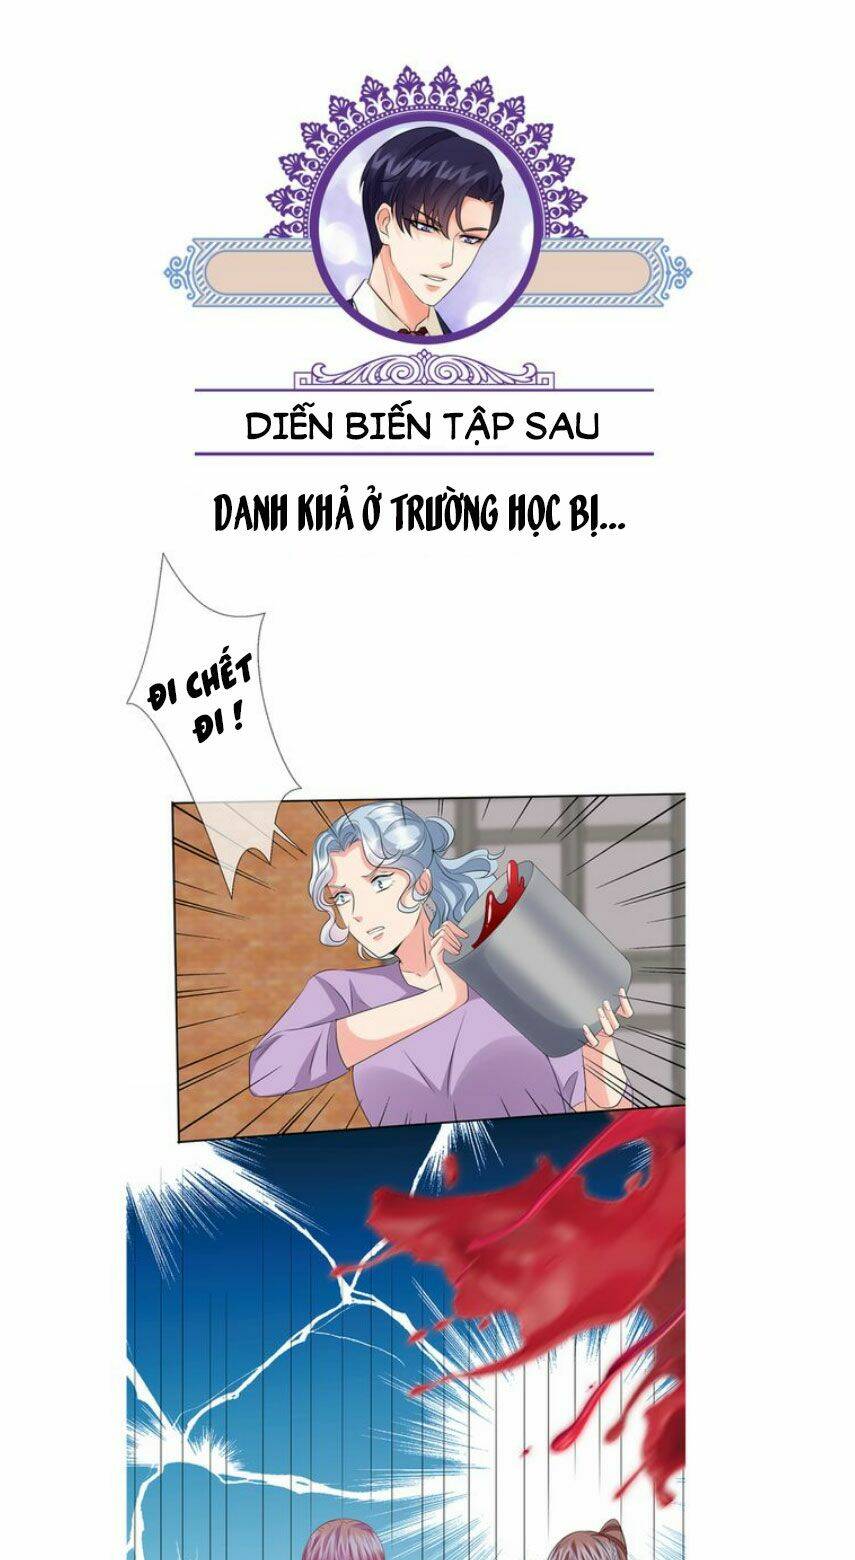 DIỄN BIẾN TẬP SAU
DANH KHẢ Ở TRƯỜNG HỌC BỊ...
ĐI CHẾT
ĐI!